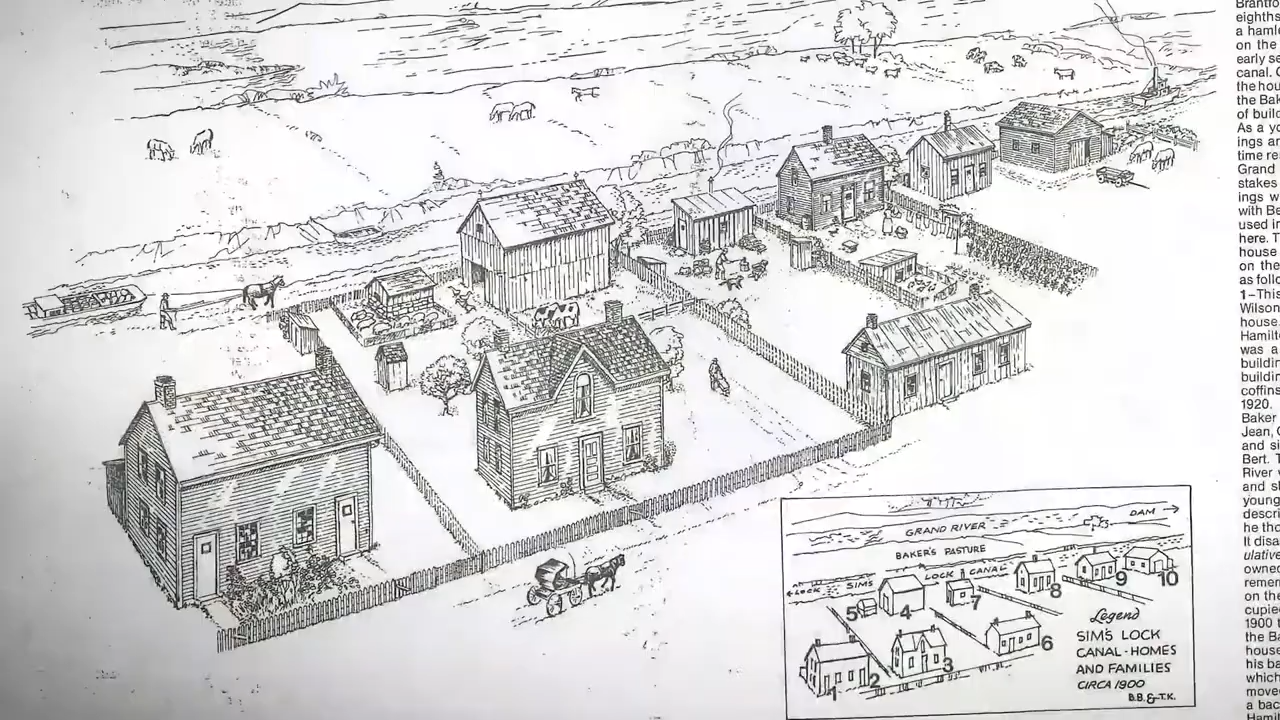 Brantfo
eighths
a hamle
on the
early se
canal. C
the hou
the Bak
of build
As a yo
ings an
time re
Grand
stakes
ings w
with Be
used in
here. T
house
on the
as follo
1–This
Wilson
house.
Hamilto
was a
buildin
buildin
coffins
1920.
Baker
Jean, C
and si
Bert. T
River
and sk
young
descri
he tho
It disa
ulative
owned
remem
on the
cupied
1900 t
the Ba
house
his ba
which
moved
a bac
Hamil
GRAND RIVER
DAM →
BAKER'S PASTURE
←LOCK SIMS LOCK CANAL
5 4 7 8 9 10
1 2 3 6
Legend
SIM'S LOCK
CANAL-HOMES
AND FAMILIES
CIRCA 1900
B.B. & T.K.